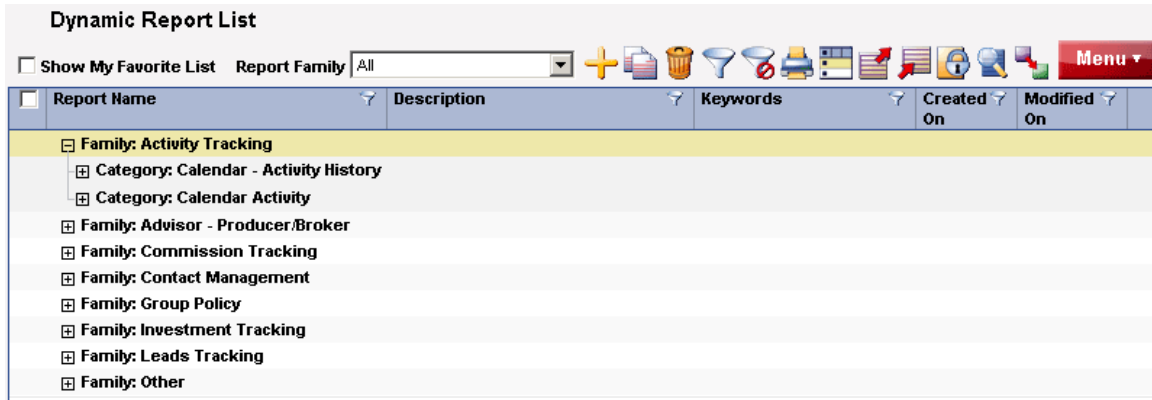 Dynamic Report List
Show My Favorite List Report Family All Menu
Report Name Description Keywords Created On Modified On
Family: Activity Tracking
Category: Calendar - Activity History
Category: Calendar Activity
Family: Advisor - Producer/Broker
Family: Commission Tracking
Family: Contact Management
Family: Group Policy
Family: Investment Tracking
Family: Leads Tracking
Family: Other